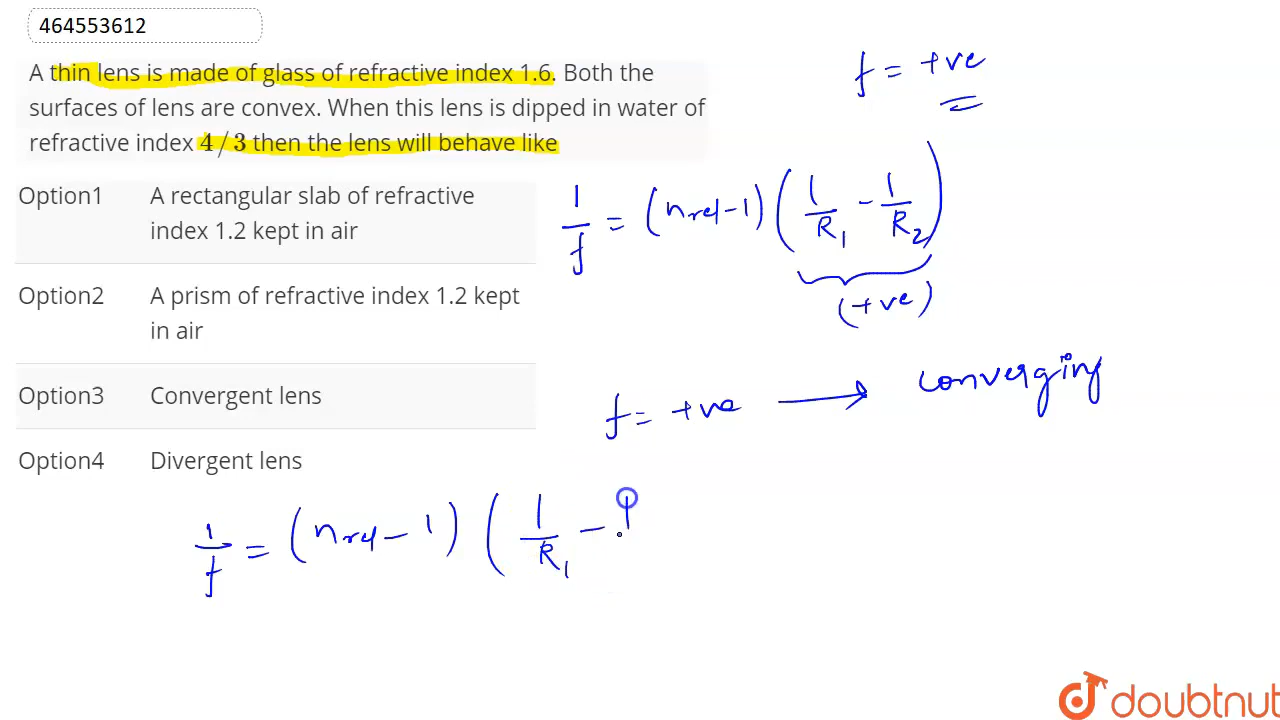 464553612
A thin lens is made of glass of refractive index 1.6. Both the
surfaces of lens are convex. When this lens is dipped in water of
refractive index 4/3 then the lens will behave like
Option1 A rectangular slab of refractive
index 1.2 kept in air
Option2 A prism of refractive index 1.2 kept
in air
Option3 Convergent lens
Option4 Divergent lens
f = +ve
1/f = (nrel - 1) (1/R1 - 1/R2)
(+ve)
f = +ve → converging
1/f = (nrel - 1) (1/R1 - 1
doubtnut